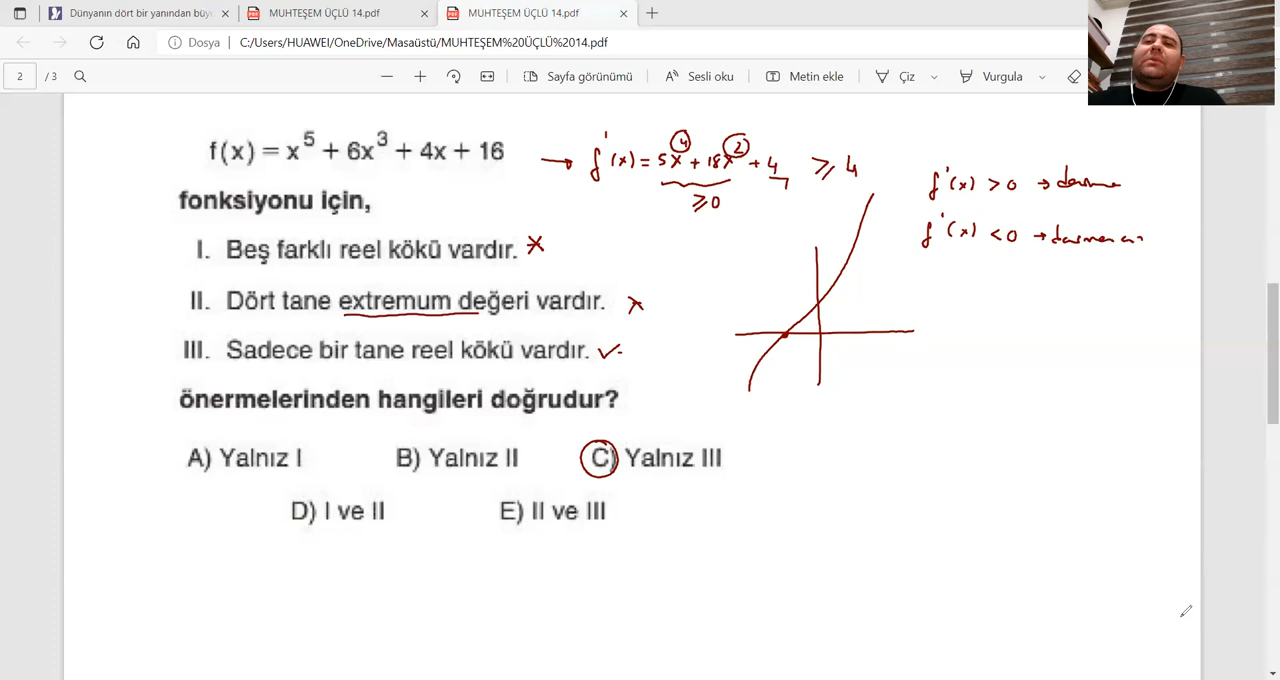 Dünyanın dört bir yanından büy
MUHTEŞEM ÜÇLÜ 14.pdf
MUHTEŞEM ÜÇLÜ 14.pdf
Dosya C:/Users/HUAWEI/OneDrive/Masaüstü/MUHTEŞEM%20ÜÇLÜ%2014.pdf
2 / 3 Sayfa görünümü Sesli oku Metin ekle Çiz Vurgula
f(x) = x⁵ + 6x³ + 4x + 16 → f'(x) = 5x⁴ + 18x² + 4 ≥ 4
≥0
f'(x) > 0 →
f'(x) < 0 →
fonksiyonu için,
I. Beş farklı reel kökü vardır.
II. Dört tane extremum değeri vardır.
III. Sadece bir tane reel kökü vardır.
önermelerinden hangileri doğrudur?
A) Yalnız I B) Yalnız II C) Yalnız III
D) I ve II E) II ve III